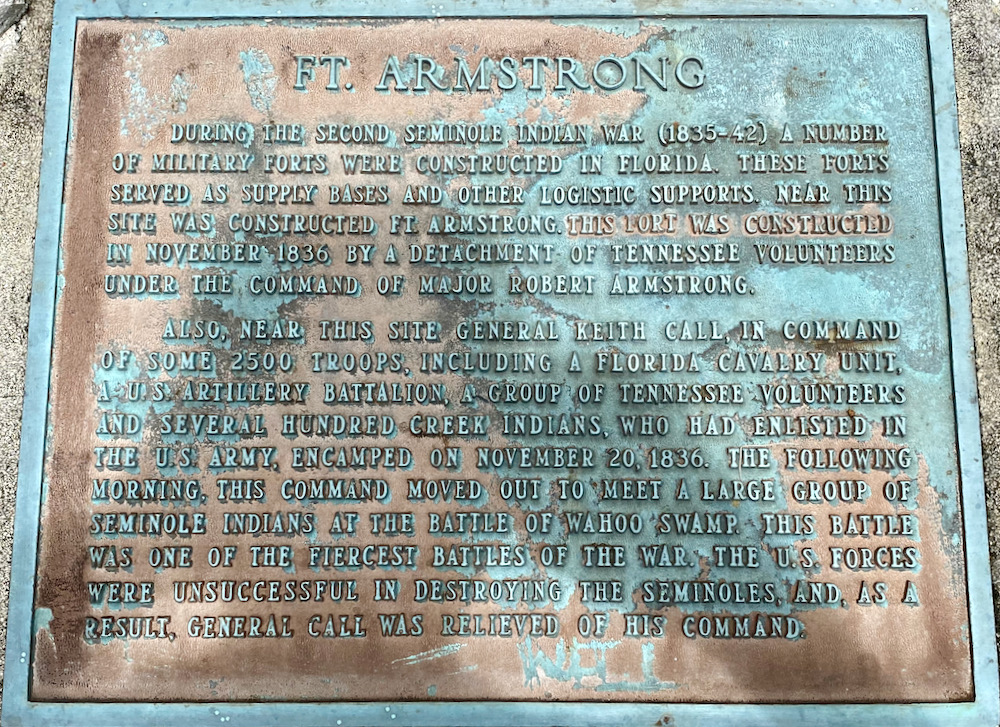 FT. ARMSTRONG
DURING THE SECOND SEMINOLE INDIAN WAR (1835-42) A NUMBER
OF MILITARY FORTS WERE CONSTRUCTED IN FLORIDA. THESE FORTS
SERVED AS SUPPLY BASES AND OTHER LOGISTIC SUPPORTS. NEAR THIS
SITE WAS CONSTRUCTED FT. ARMSTRONG. THIS FORT WAS CONSTRUCTED
IN NOVEMBER 1836 BY A DETACHMENT OF TENNESSEE VOLUNTEERS
UNDER THE COMMAND OF MAJOR ROBERT ARMSTRONG.
ALSO, NEAR THIS SITE GENERAL KEITH CALL, IN COMMAND
OF SOME 2500 TROOPS, INCLUDING A FLORIDA CAVALRY UNIT,
A U.S. ARTILLERY BATTALION, A GROUP OF TENNESSEE VOLUNTEERS
AND SEVERAL HUNDRED CREEK INDIANS, WHO HAD ENLISTED IN
THE U.S. ARMY, ENCAMPED ON NOVEMBER 20, 1836. THE FOLLOWING
MORNING, THIS COMMAND MOVED OUT TO MEET A LARGE GROUP OF
SEMINOLE INDIANS AT THE BATTLE OF WAHOO SWAMP. THIS BATTLE
WAS ONE OF THE FIERCEST BATTLES OF THE WAR. THE U.S. FORCES
WERE UNSUCCESSFUL IN DESTROYING THE SEMINOLES, AND, AS A
RESULT, GENERAL CALL WAS RELIEVED OF HIS COMMAND.